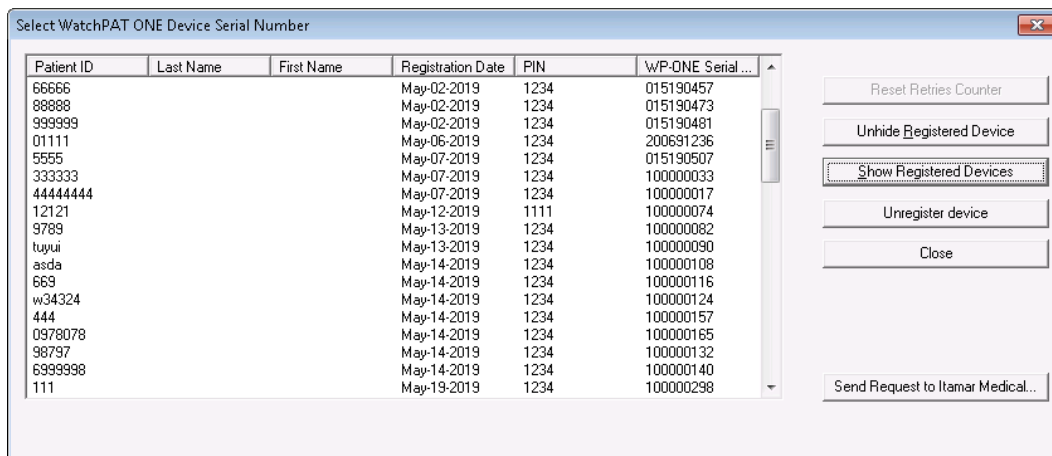 Select WatchPAT ONE Device Serial Number
Patient ID Last Name First Name Registration Date PIN WP-ONE Serial ...
66666 May-02-2019 1234 015190457
88888 May-02-2019 1234 015190473
999999 May-02-2019 1234 015190481
01111 May-06-2019 1234 200691236
5555 May-07-2019 1234 015190507
333333 May-07-2019 1234 100000033
44444444 May-07-2019 1234 100000017
12121 May-12-2019 1111 100000074
9789 May-13-2019 1234 100000082
tuyui May-13-2019 1234 100000090
asda May-14-2019 1234 100000108
669 May-14-2019 1234 100000116
w34324 May-14-2019 1234 100000124
444 May-14-2019 1234 100000157
0978078 May-14-2019 1234 100000165
98797 May-14-2019 1234 100000132
6999998 May-14-2019 1234 100000140
111 May-19-2019 1234 100000298
Reset Retries Counter
Unhide Registered Device
Show Registered Devices
Unregister device
Close
Send Request to Itamar Medical...